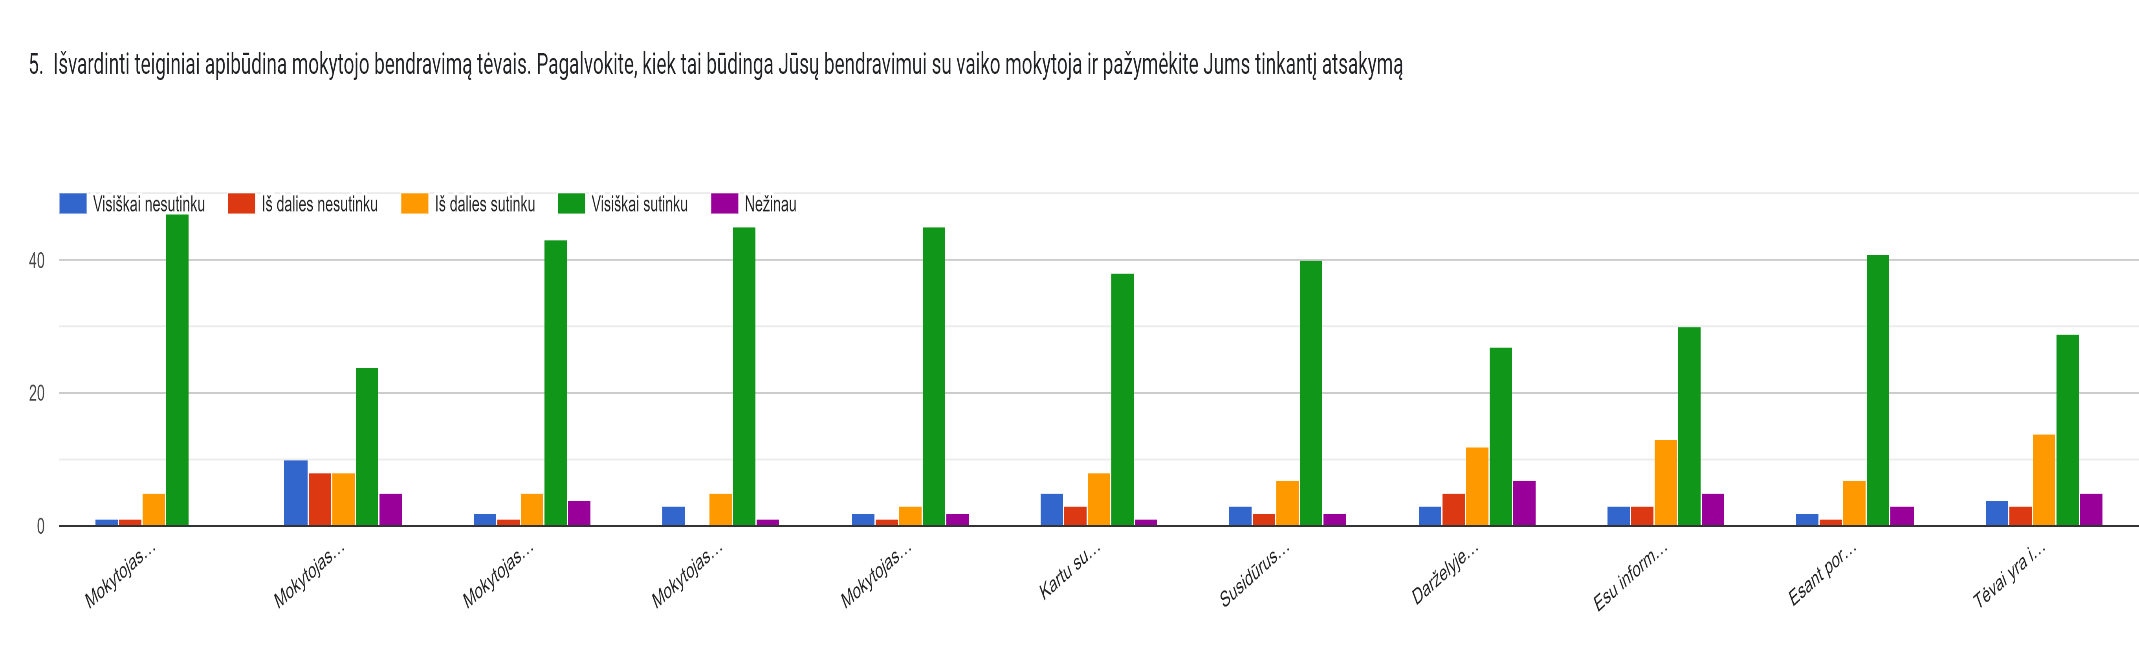 5. Išvardinti teiginiai apibūdina mokytojo bendravimą tėvais. Pagalvokite, kiek tai būdinga Jūsų bendravimui su vaiko mokytoja ir pažymėkite Jums tinkantį atsakymą
Visiškai nesutinku Iš dalies nesutinku Iš dalies sutinku Visiškai sutinku Nežinau
40
20
0
Mokytojas…
Mokytojas…
Mokytojas…
Mokytojas…
Mokytojas…
Kartu su…
Susidūrus…
Darželyje…
Esu inform…
Esant por…
Tėvai yra i…